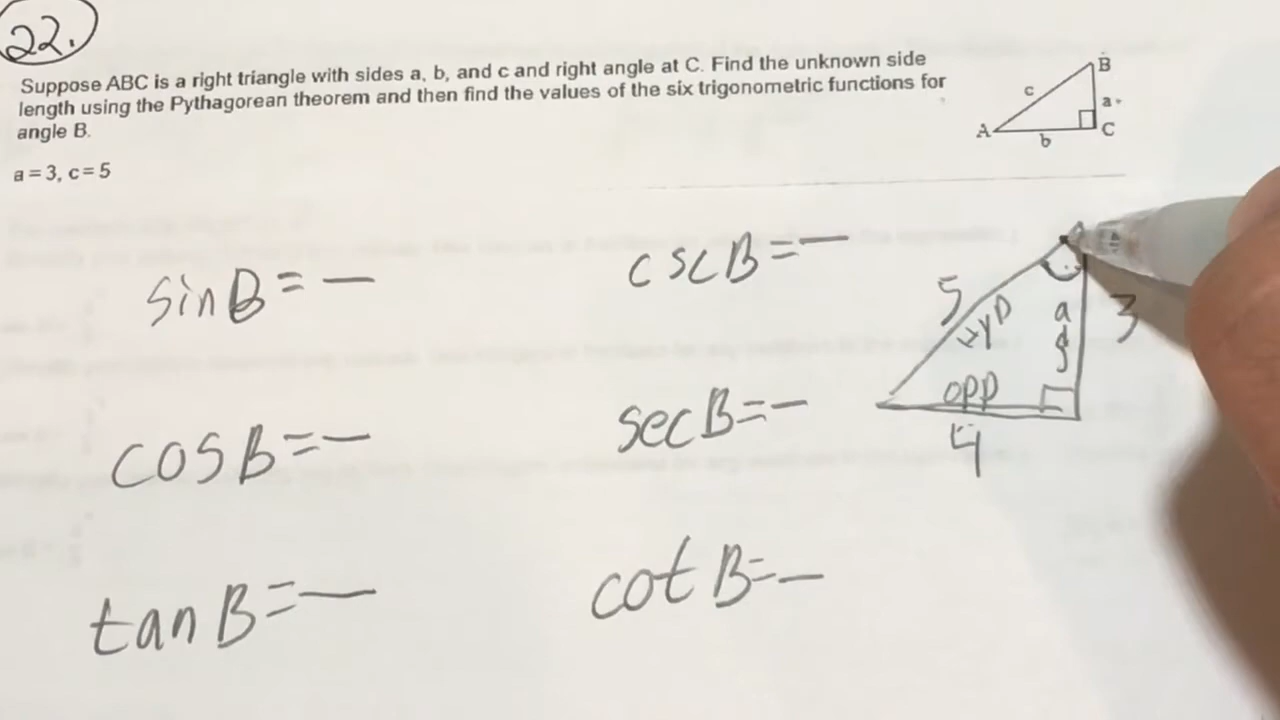 22.
Suppose ABC is a right triangle with sides a, b, and c and right angle at C. Find the unknown side
length using the Pythagorean theorem and then find the values of the six trigonometric functions for
angle B.
a = 3, c = 5
B
c
a
A
C
b
sin B = —
csc B = —
5
hyp
a
3
opp
4
cos B = —
sec B = —
tan B = —
cot B = —